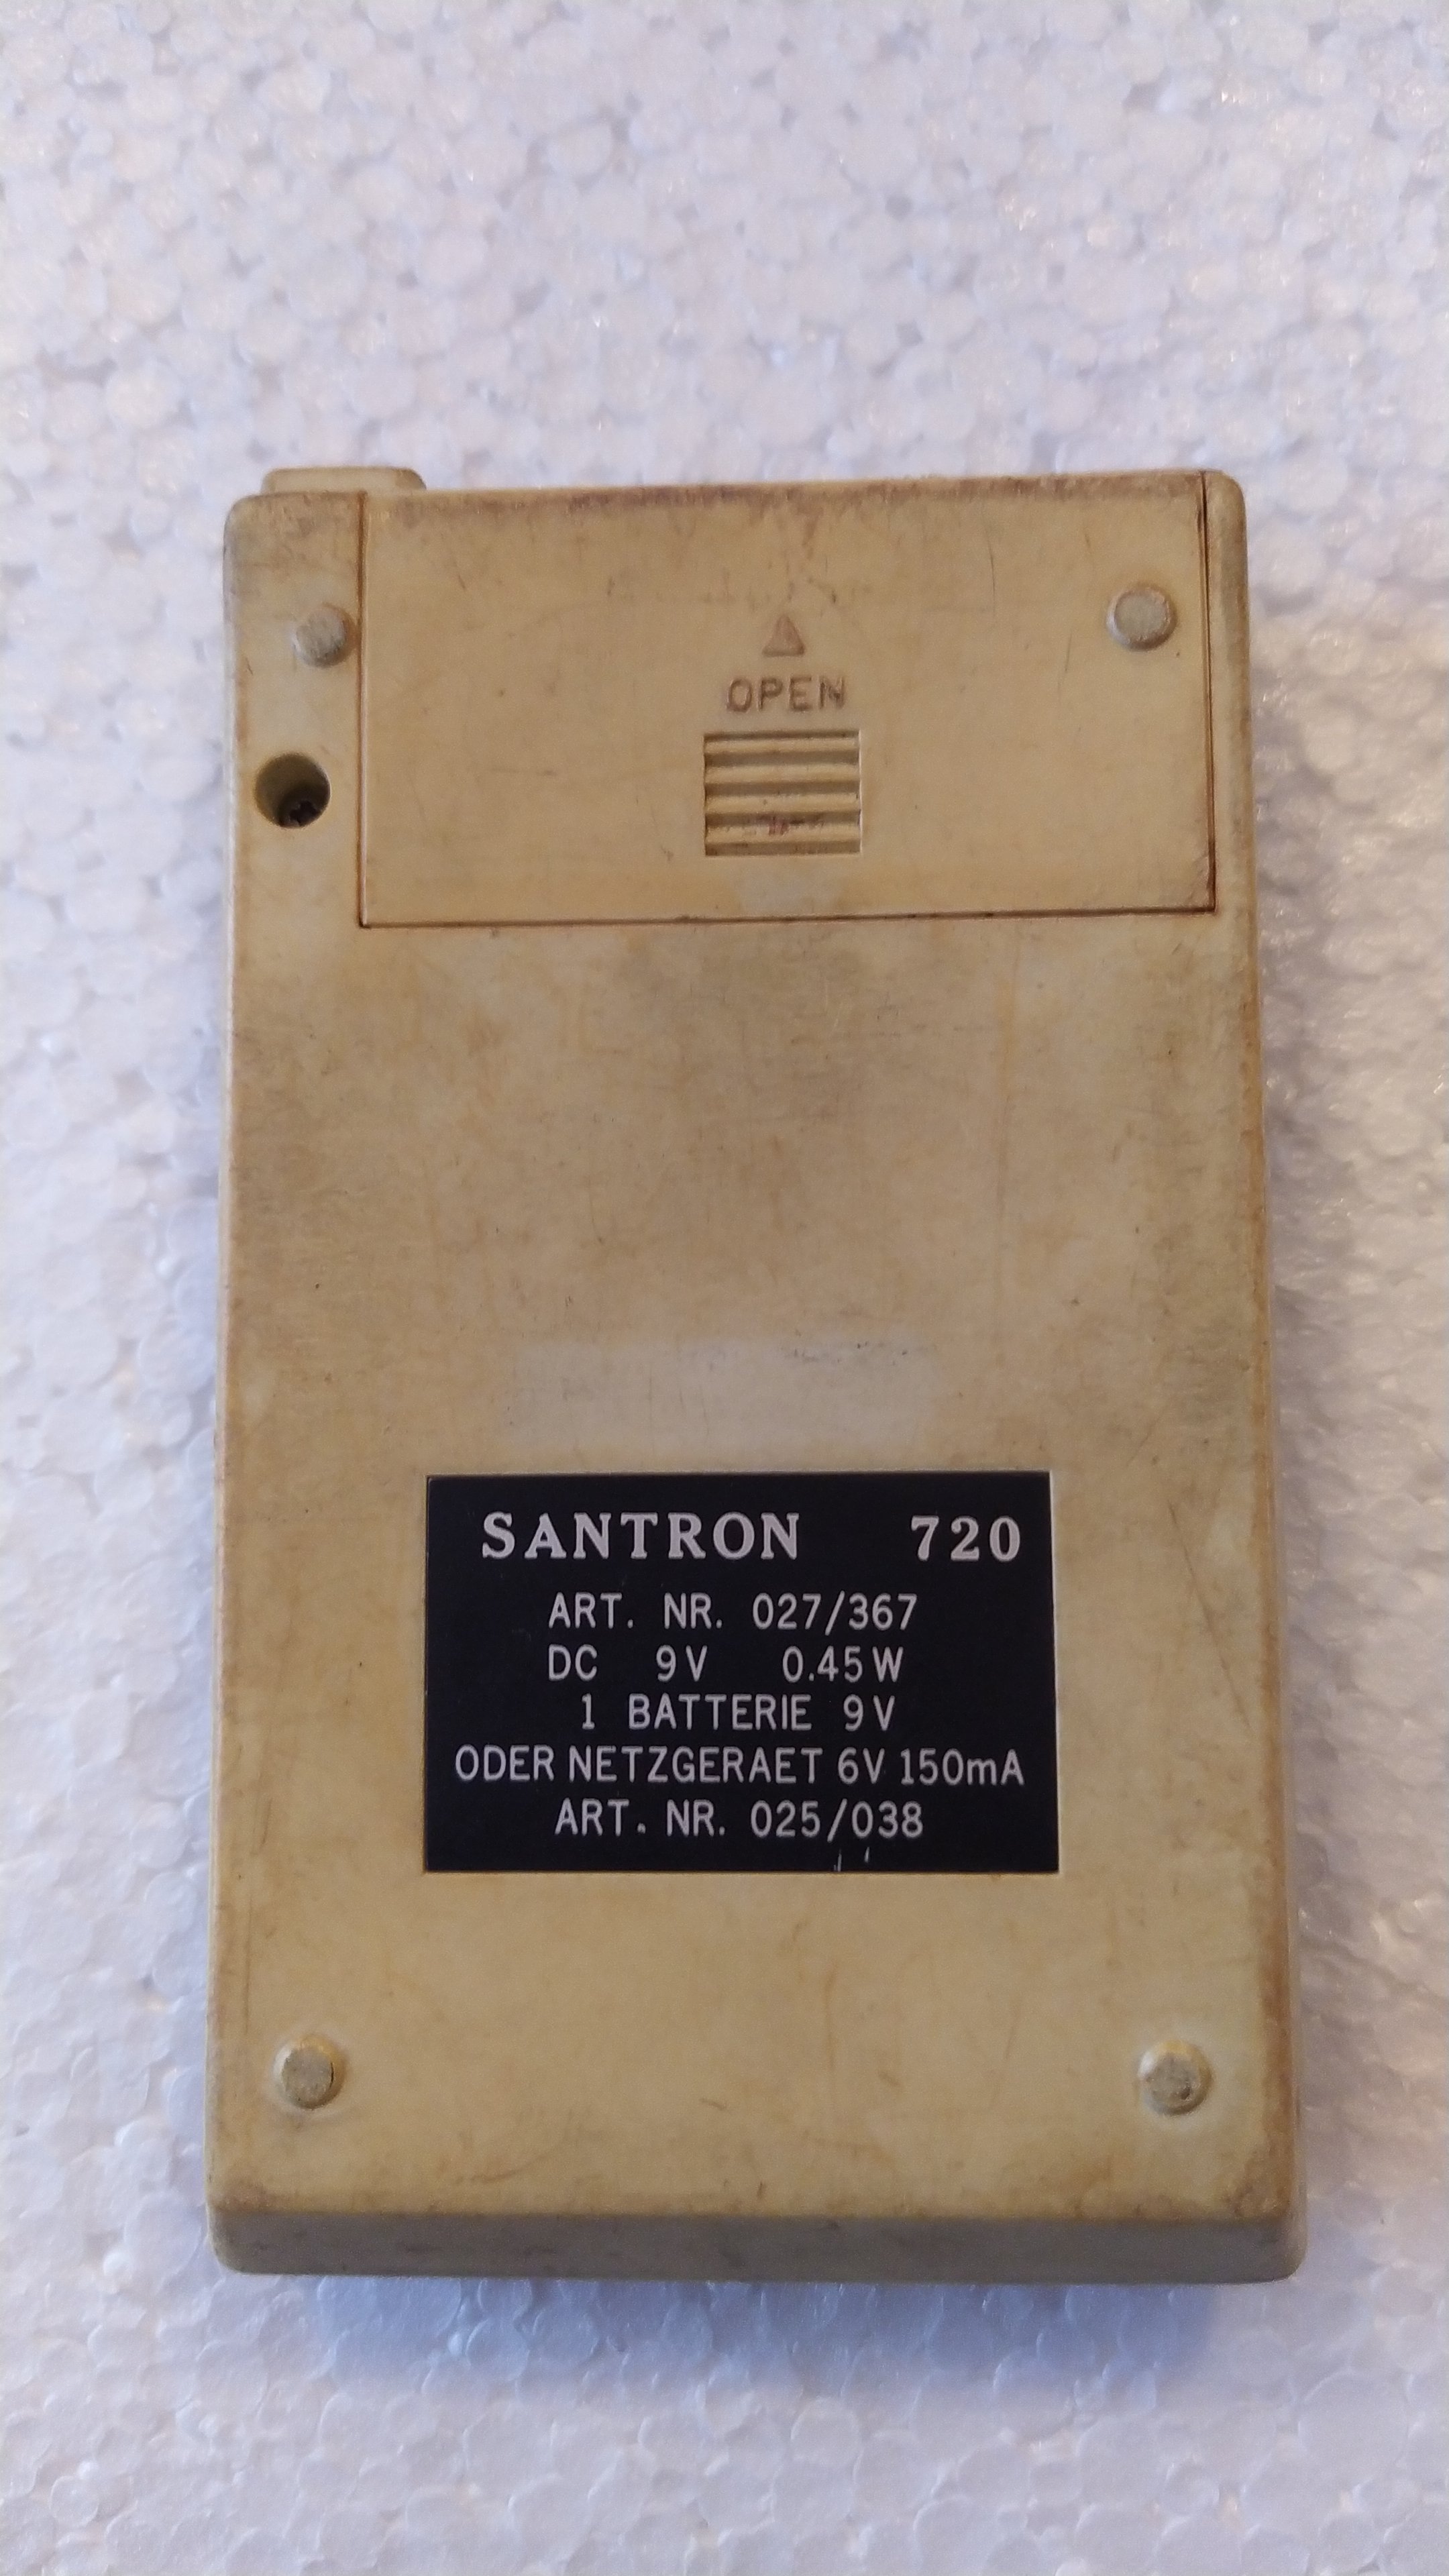 OPEN
SANTRON 720
ART. NR. 027/367
DC 9V 0.45W
1 BATTERIE 9V
ODER NETZGERAET 6V 150mA
ART. NR. 025/038